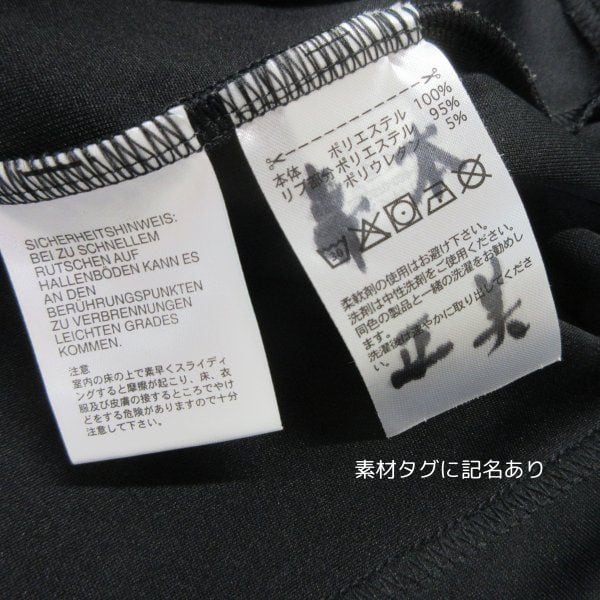 SICHERHEITSHINWEIS:
BEI ZU SCHNELLEM
RUTSCHEN AUF
HALLENBÖDEN KANN ES
AN DEN
BERÜHRUNGSPUNKTEN
ZU VERBRENNUNGEN
LEICHTEN GRADES
KOMMEN.
注意
室内の床の上で素早くスライディ
ングすると摩擦が起こり、床、衣
服及び皮膚の接するところでやけ
どをする危険がありますので十分
注意して下さい。
本体 ポリエステル 100%
リブ部分 ポリエステル 95%
ポリウレタン 5%
30
柔軟剤の使用はお避け下さい。
洗剤は中性洗剤をご使用ください。
同色の製品と一緒の洗濯をお勧めし
ます。
洗濯後は速やかに取り出してくださ
い。
素材タグに記名あり